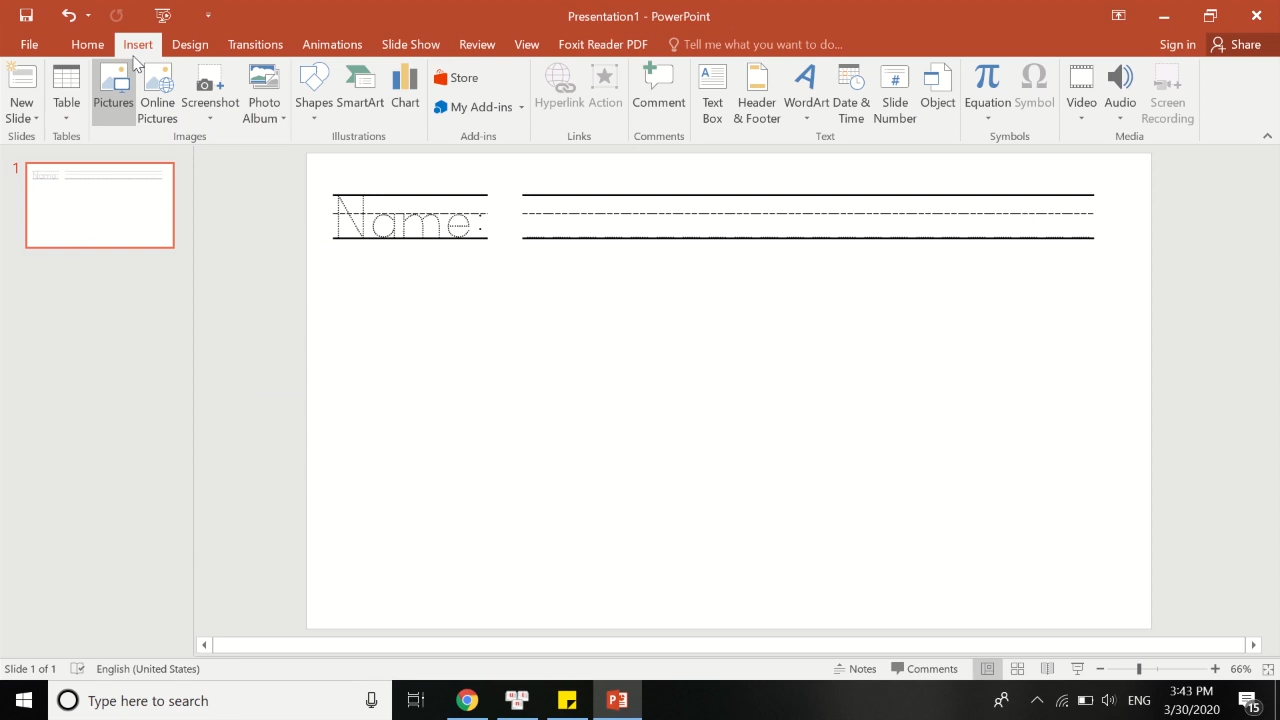 Presentation1 - PowerPoint
File Home Insert Design Transitions Animations Slide Show Review View Foxit Reader PDF Tell me what you want to do... Sign in Share
New Slide Table Pictures Online Pictures Screenshot Photo Album Shapes SmartArt Chart Store My Add-ins Hyperlink Action Comment Text Box Header & Footer WordArt Date & Time Slide Number Object Equation Symbol Video Audio Screen Recording
Slides Tables Images Illustrations Add-ins Links Comments Text Symbols Media
1
Name:
Name:
Slide 1 of 1 English (United States) Notes Comments 66%
Type here to search ENG 3:43 PM
3/30/2020 15